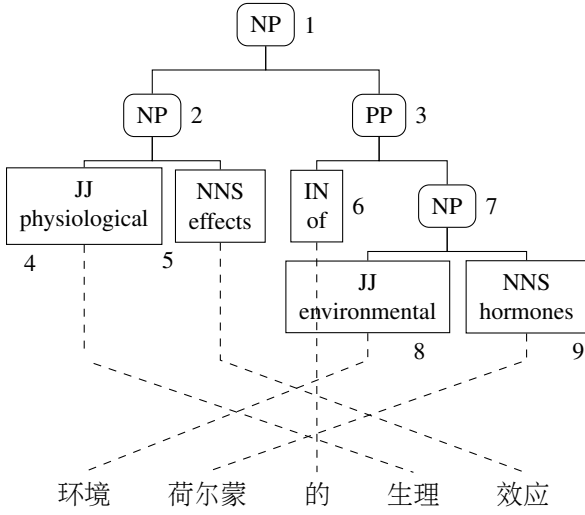 NP 1
NP 2 PP 3
JJ NNS IN
physiological effects of 6 NP 7
4 5
JJ NNS
environmental hormones
8 9
环境 荷尔蒙 的 生理 效应